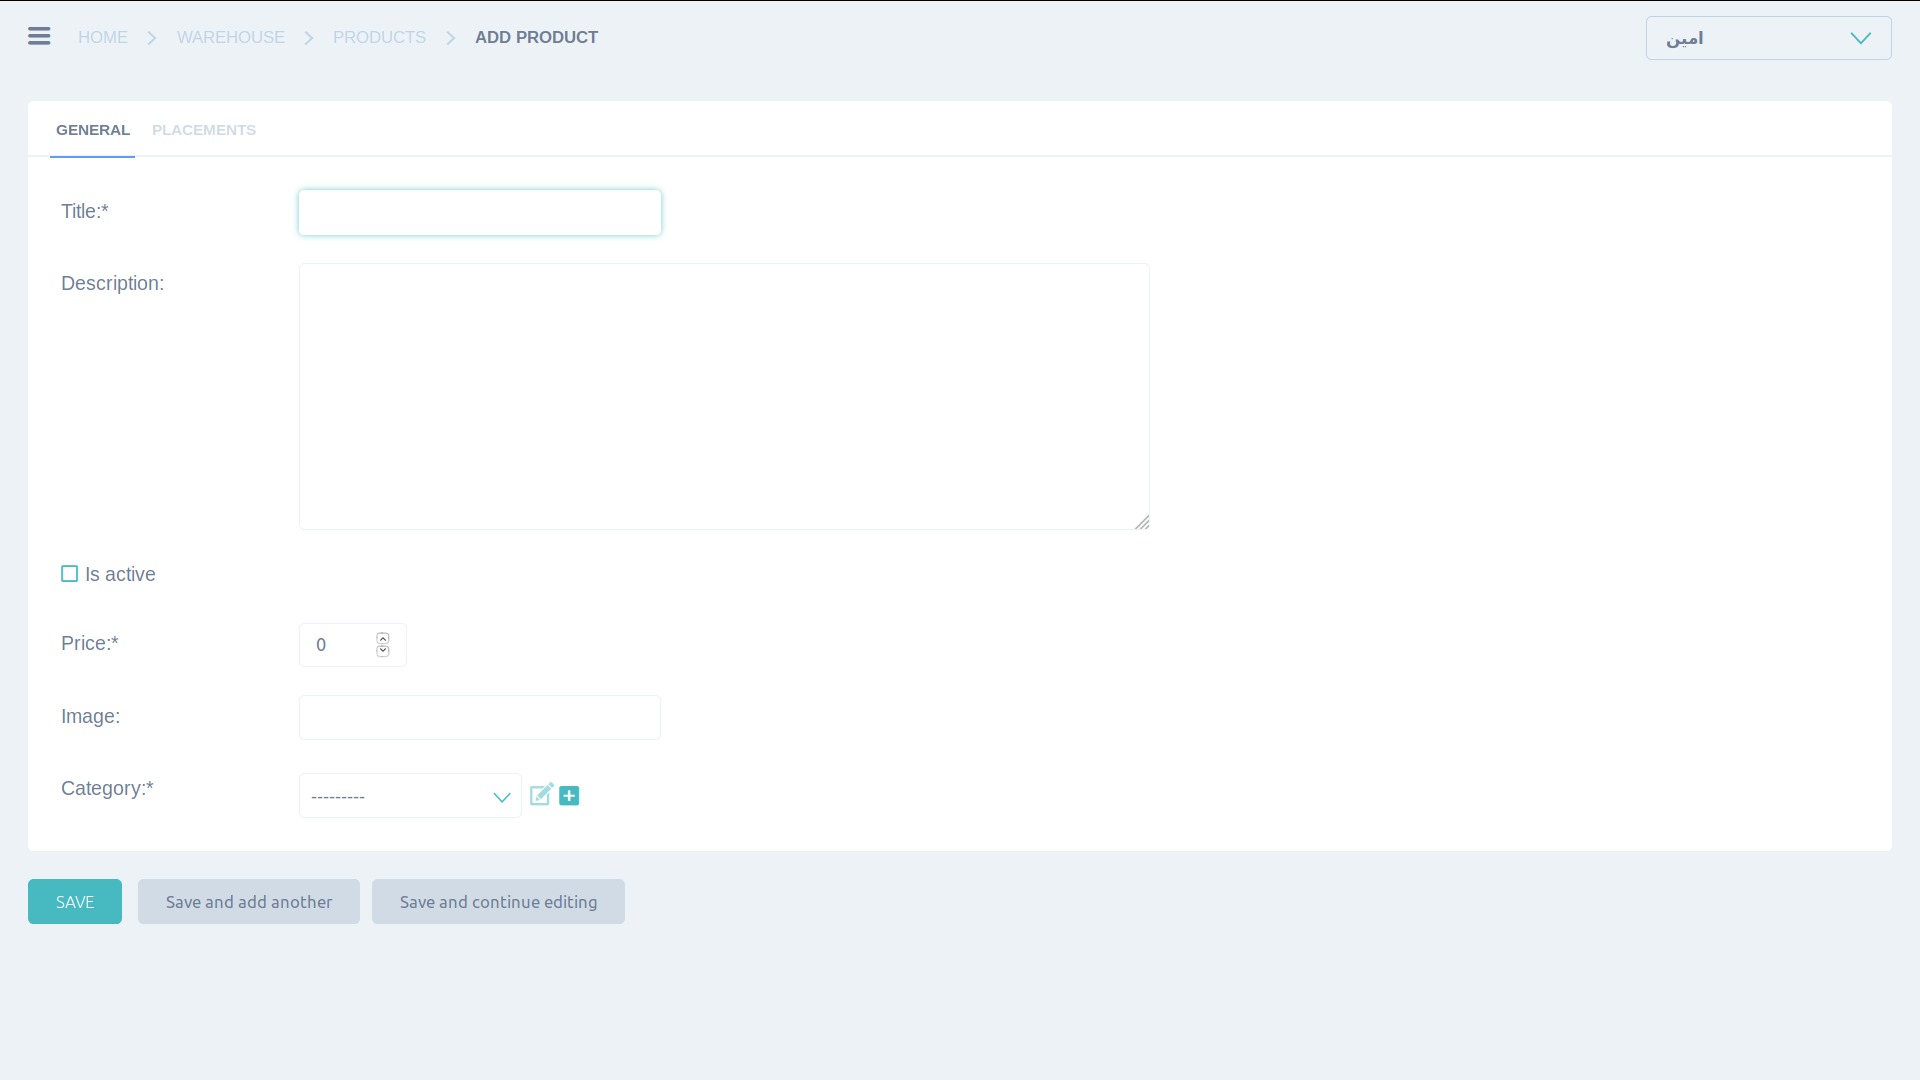 HOME WAREHOUSE PRODUCTS ADD PRODUCT امین
GENERAL PLACEMENTS
Title:*
Description:
Is active
Price:* 0
Image:
Category:* ---------
SAVE Save and add another Save and continue editing